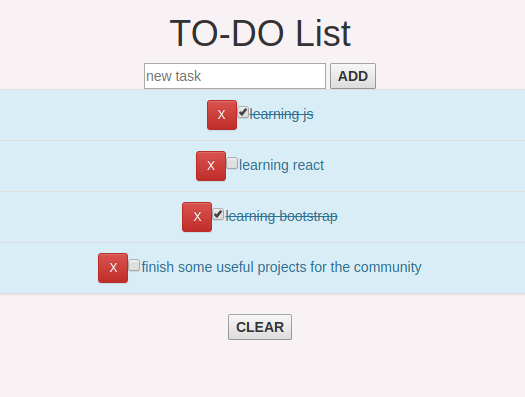 TO-DO List
new task ADD
X learning js
X learning react
X learning bootstrap
X finish some useful projects for the community
CLEAR